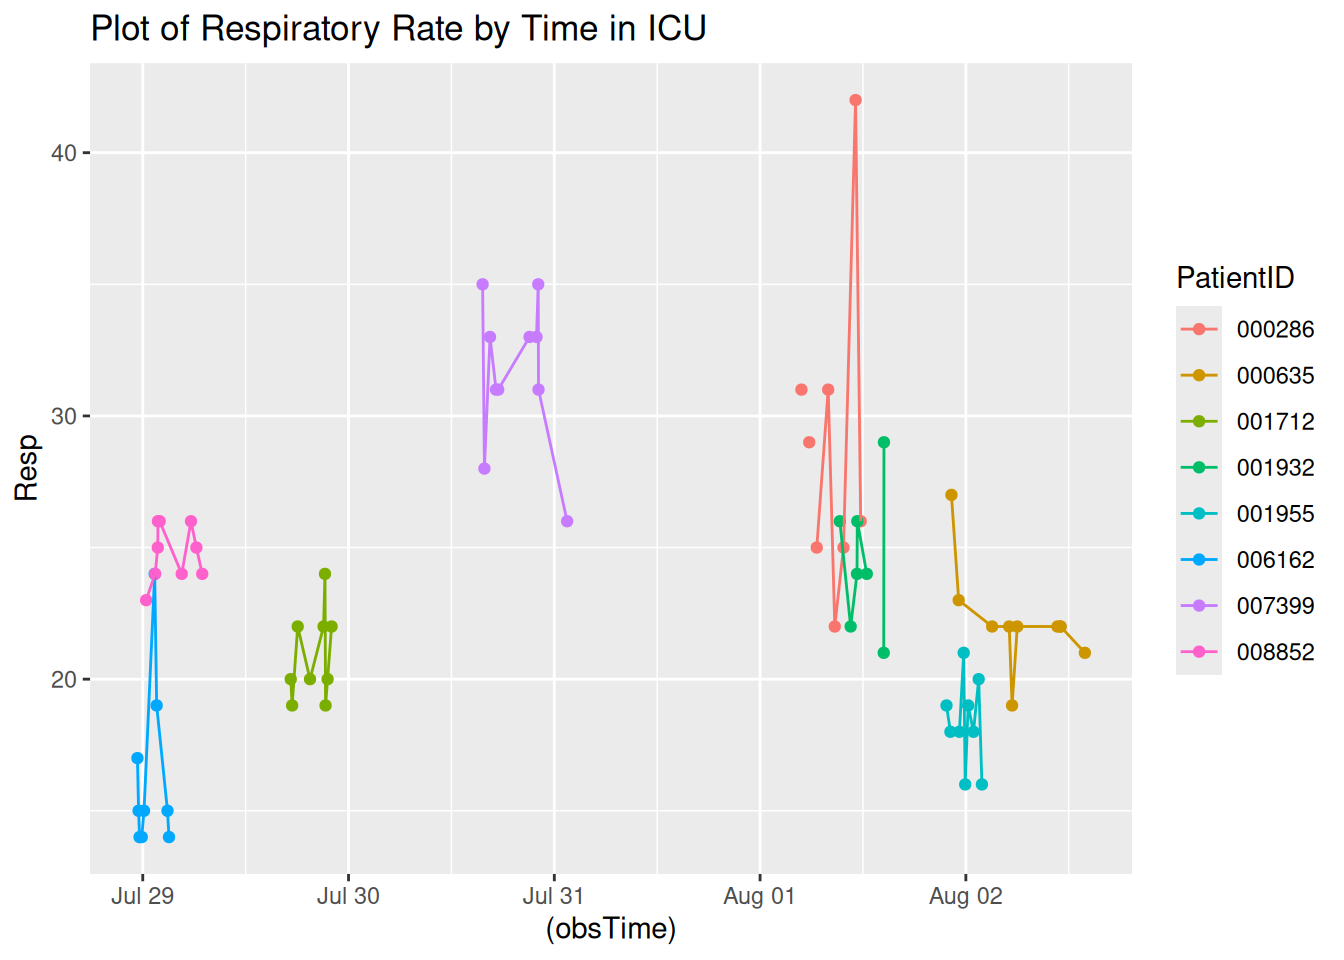 Plot of Respiratory Rate by Time in ICU
40
30
20
Resp
Jul 29
Jul 30
Jul 31
Aug 01
Aug 02
(obsTime)
PatientID
000286
000635
001712
001932
001955
006162
007399
008852